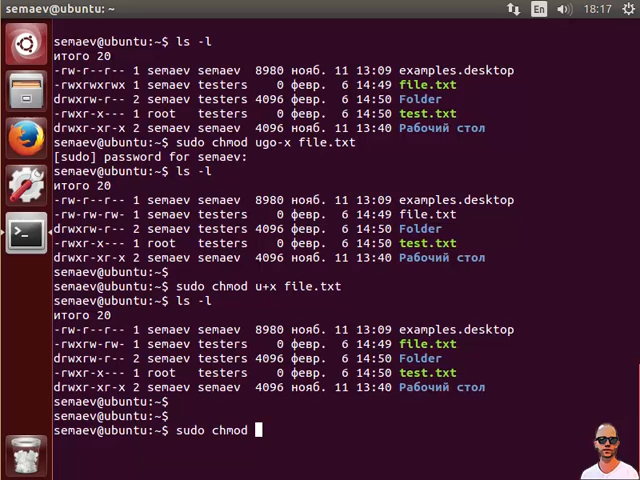 semaev@ubuntu: ~
En
18:17
semaev@ubuntu:~$ ls -l
итого 20
-rw-r--r-- 1 semaev semaev  8980 нояб. 11 13:09 examples.desktop
-rwxrwxrwx 1 semaev testers    0 февр.  6 14:49 file.txt
drwxrw-r-- 2 semaev testers 4096 февр.  6 14:50 Folder
-rwxr-x--- 1 root   testers    0 февр.  6 14:50 test.txt
drwxr-xr-x 2 semaev testers 4096 нояб. 11 13:40 Рабочий стол
semaev@ubuntu:~$ sudo chmod ugo-x file.txt
[sudo] password for semaev:
semaev@ubuntu:~$ ls -l
итого 20
-rw-r--r-- 1 semaev semaev  8980 нояб. 11 13:09 examples.desktop
-rw-rw-rw- 1 semaev testers    0 февр.  6 14:49 file.txt
drwxrw-r-- 2 semaev testers 4096 февр.  6 14:50 Folder
-rwxr-x--- 1 root   testers    0 февр.  6 14:50 test.txt
drwxr-xr-x 2 semaev testers 4096 нояб. 11 13:40 Рабочий стол
semaev@ubuntu:~$
semaev@ubuntu:~$ sudo chmod u+x file.txt
semaev@ubuntu:~$ ls -l
итого 20
-rw-r--r-- 1 semaev semaev  8980 нояб. 11 13:09 examples.desktop
-rwxrw-rw- 1 semaev testers    0 февр.  6 14:49 file.txt
drwxrw-r-- 2 semaev testers 4096 февр.  6 14:50 Folder
-rwxr-x--- 1 root   testers    0 февр.  6 14:50 test.txt
drwxr-xr-x 2 semaev testers 4096 нояб. 11 13:40 Рабочий стол
semaev@ubuntu:~$
semaev@ubuntu:~$
semaev@ubuntu:~$ sudo chmod